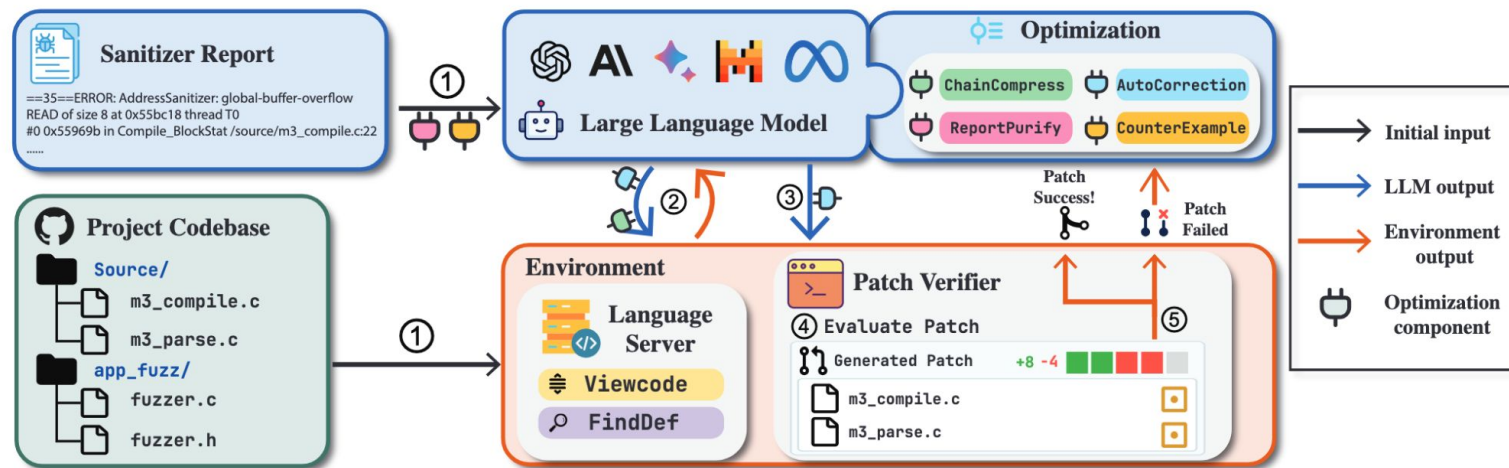 Sanitizer Report
==35==ERROR: AddressSanitizer: global-buffer-overflow
READ of size 8 at 0x55bc18 thread T0
#0 0x55969b in Compile_BlockStat /source/m3_compile.c:22
......
①
Large Language Model
Optimization
ChainCompress
AutoCorrection
ReportPurify
CounterExample
Project Codebase
Source/
m3_compile.c
m3_parse.c
app_fuzz/
fuzzer.c
fuzzer.h
①
②
③
Patch
Success!
Patch
Failed
Environment
Language
Server
Viewcode
FindDef
Patch Verifier
④ Evaluate Patch
⑤
Generated Patch +8 -4
m3_compile.c
m3_parse.c
Initial input
LLM output
Environment
output
Optimization
component